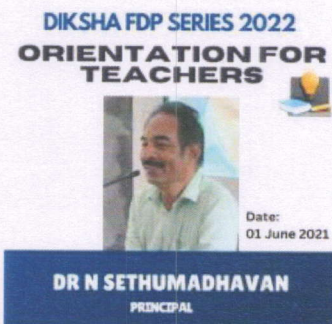 DIKSHA FDP SERIES 2022
ORIENTATION FOR
TEACHERS
Date:
01 June 2021
DR N SETHUMADHAVAN
PRINCIPAL